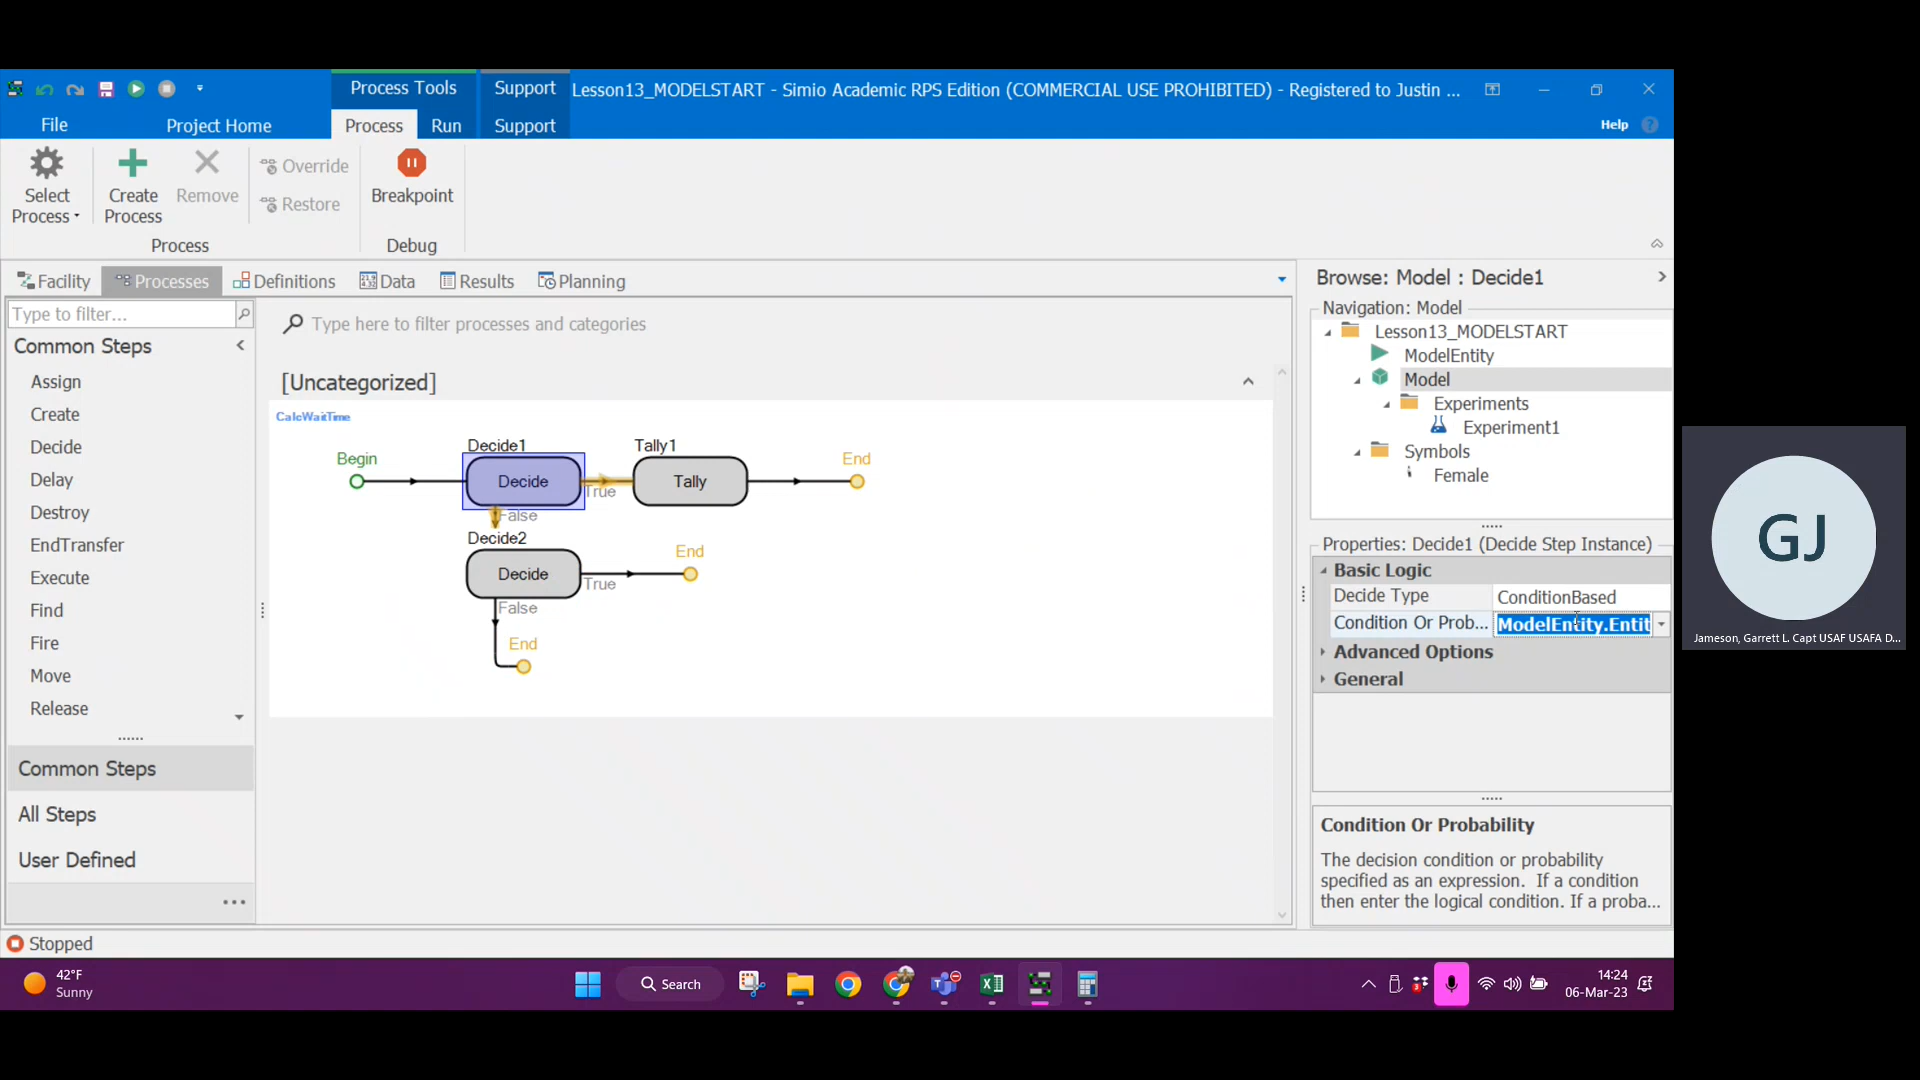 Process Tools
Support
Lesson13_MODELSTART - Simio Academic RPS Edition (COMMERCIAL USE PROHIBITED) - Registered to Justin ...
File
Project Home
Process
Run
Support
Help
Select Process
Create Process
Remove
Override
Restore
Breakpoint
Process
Debug
Facility
Processes
Definitions
Data
Results
Planning
Type to filter...
Common Steps
Assign
Create
Decide
Delay
Destroy
EndTransfer
Execute
Find
Fire
Move
Release
Common Steps
All Steps
User Defined
Type here to filter processes and categories
[Uncategorized]
CalcWaitTime
Begin
Decide1
Decide
True
Tally1
Tally
End
False
Decide2
Decide
True
End
False
End
Browse: Model : Decide1
Navigation: Model
Lesson13_MODELSTART
ModelEntity
Model
Experiments
Experiment1
Symbols
Female
Properties: Decide1 (Decide Step Instance)
Basic Logic
Decide Type
ConditionBased
Condition Or Prob...
ModelEntity.Entit
Advanced Options
General
Condition Or Probability
The decision condition or probability
specified as an expression. If a condition
then enter the logical condition. If a proba...
GJ
Jameson, Garrett L. Capt USAF USAFA D...
Stopped
42°F
Sunny
Search
14:24
06-Mar-23